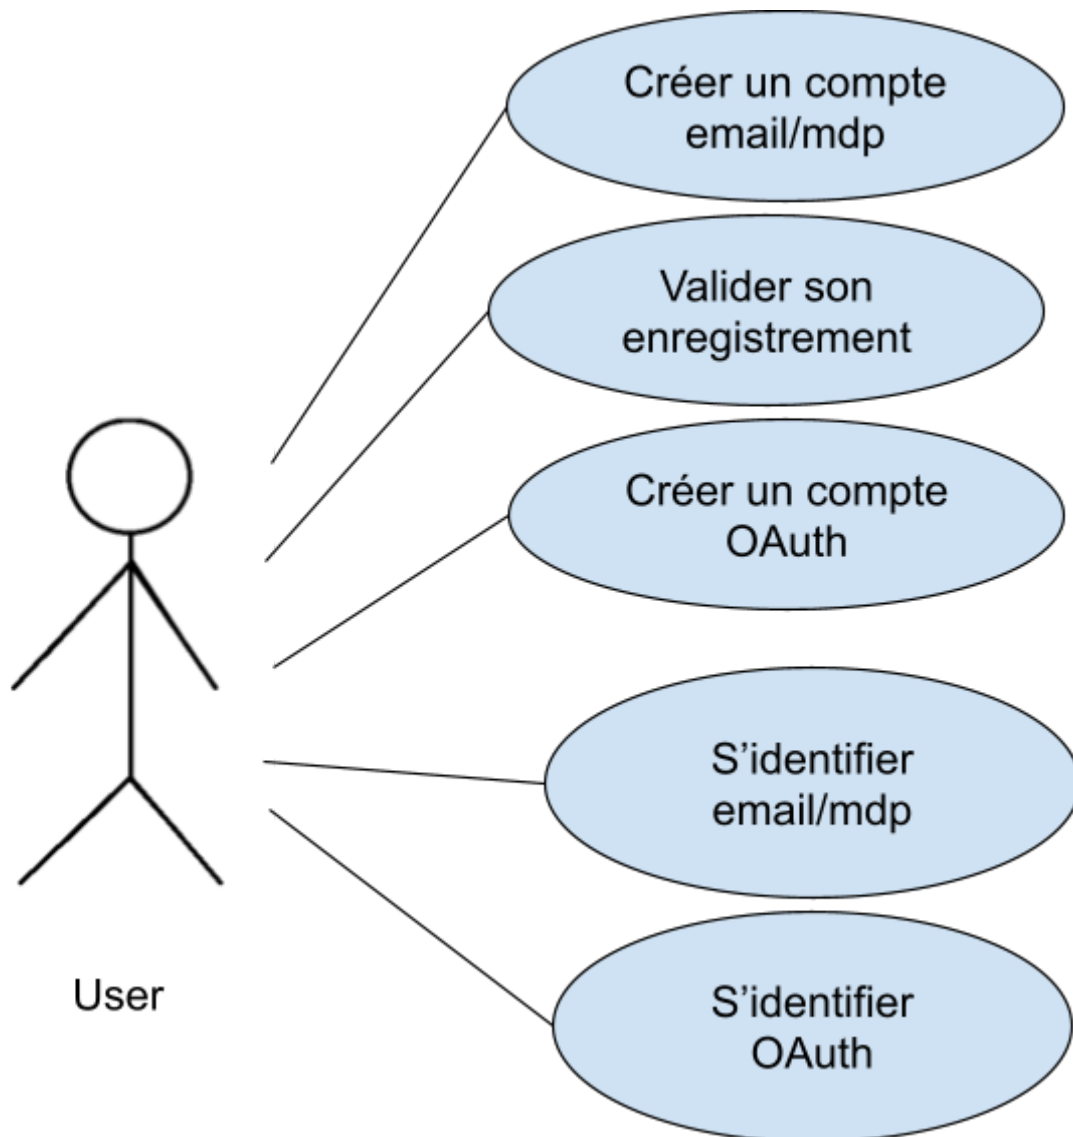 Créer un compte
email/mdp
Valider son
enregistrement
Créer un compte
OAuth
S’identifier
email/mdp
S’identifier
OAuth
User